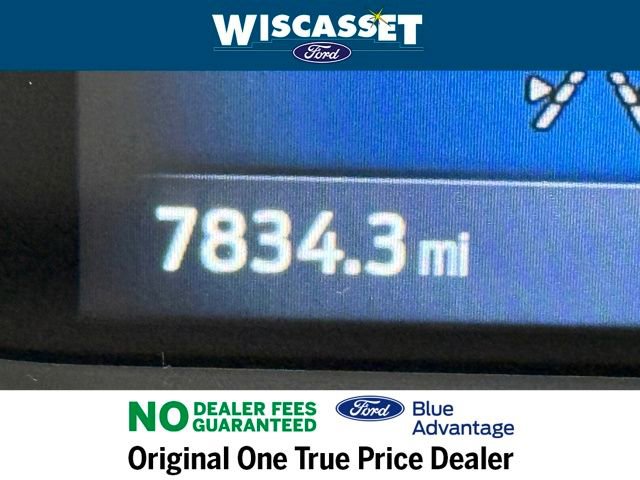 WISCASSET
Ford
7834.3 mi
NO DEALER FEES
GUARANTEED
Ford Blue
Advantage
Original One True Price Dealer